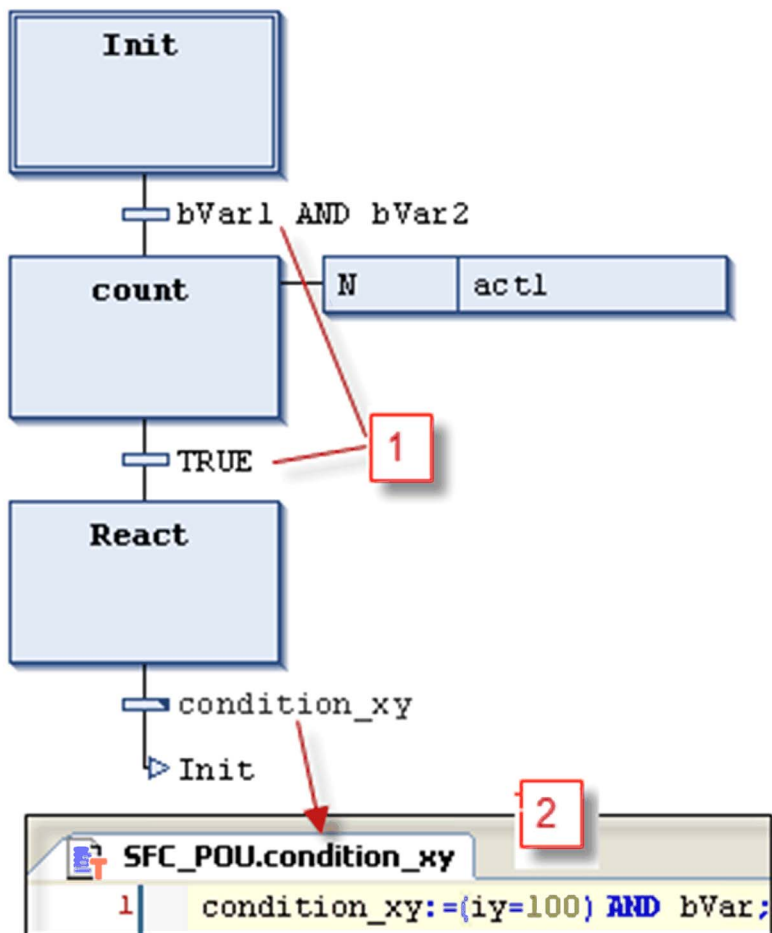 Init
bVar1 AND bVar2
count
N act1
TRUE
1
React
condition_xy
Init
2
SFC_POU.condition_xy
1 condition_xy:=(iy=100) AND bVar;